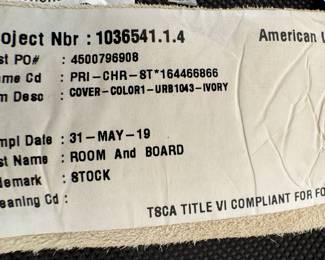 oject Nbr : 1036541.1.4 American L
st PO# : 4500796908
ame Cd : PRI-CHR-ST*164466866
m Desc : COVER-COLOR1-URB1043-IVORY
mpl Date : 31-MAY-19
st Name : ROOM And BOARD
demark : STOCK
eaning Cd :
TSCA TITLE VI COMPLIANT FOR FO